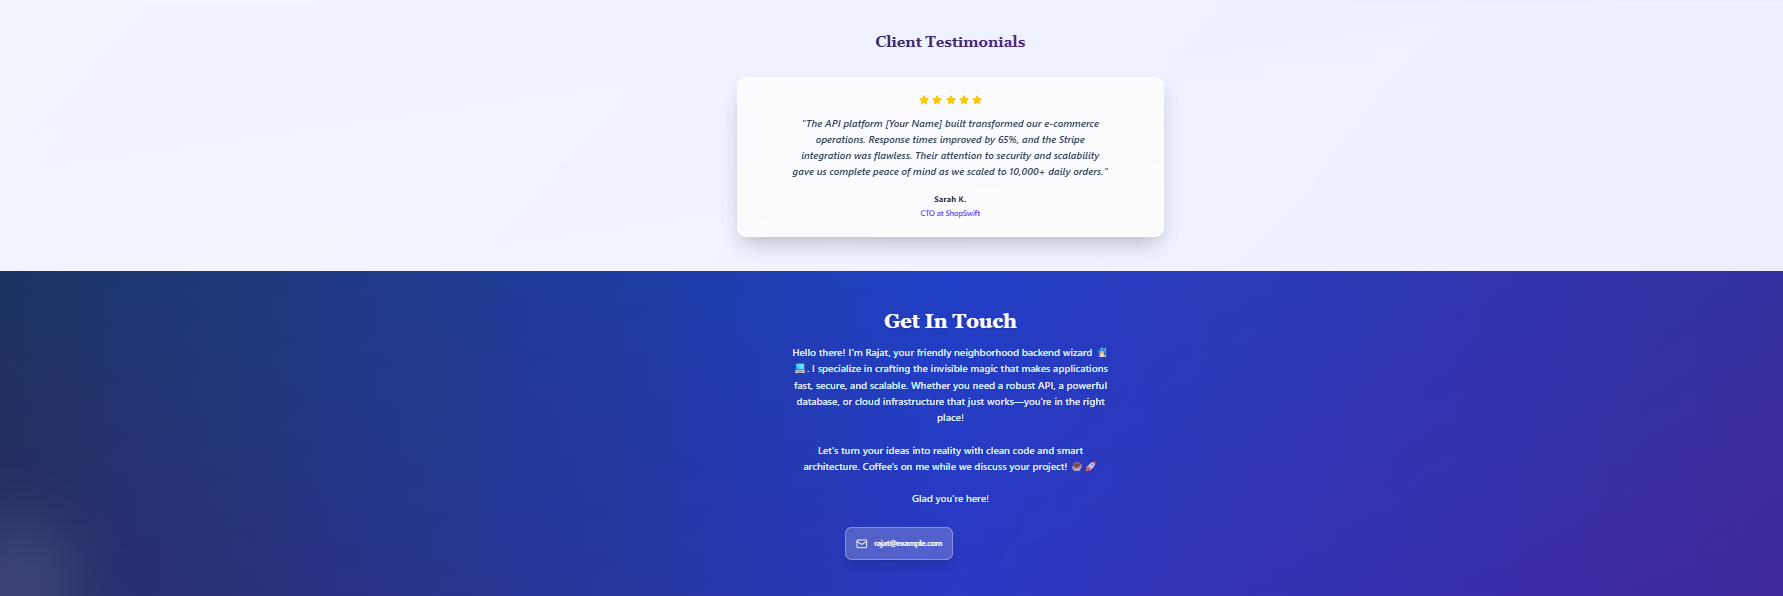 Client Testimonials
"The API platform [Your Name] built transformed our e-commerce
operations. Response times improved by 65%, and the Stripe
integration was flawless. Their attention to security and scalability
gave us complete peace of mind as we scaled to 10,000+ daily orders."
Sarah K.
CTO at ShopSwift
Get In Touch
Hello there! I'm Rajat, your friendly neighborhood backend wizard
. I specialize in crafting the invisible magic that makes applications
fast, secure, and scalable. Whether you need a robust API, a powerful
database, or cloud infrastructure that just works—you're in the right
place!
Let's turn your ideas into reality with clean code and smart
architecture. Coffee's on me while we discuss your project! 🚀
Glad you're here!
rajat@example.com